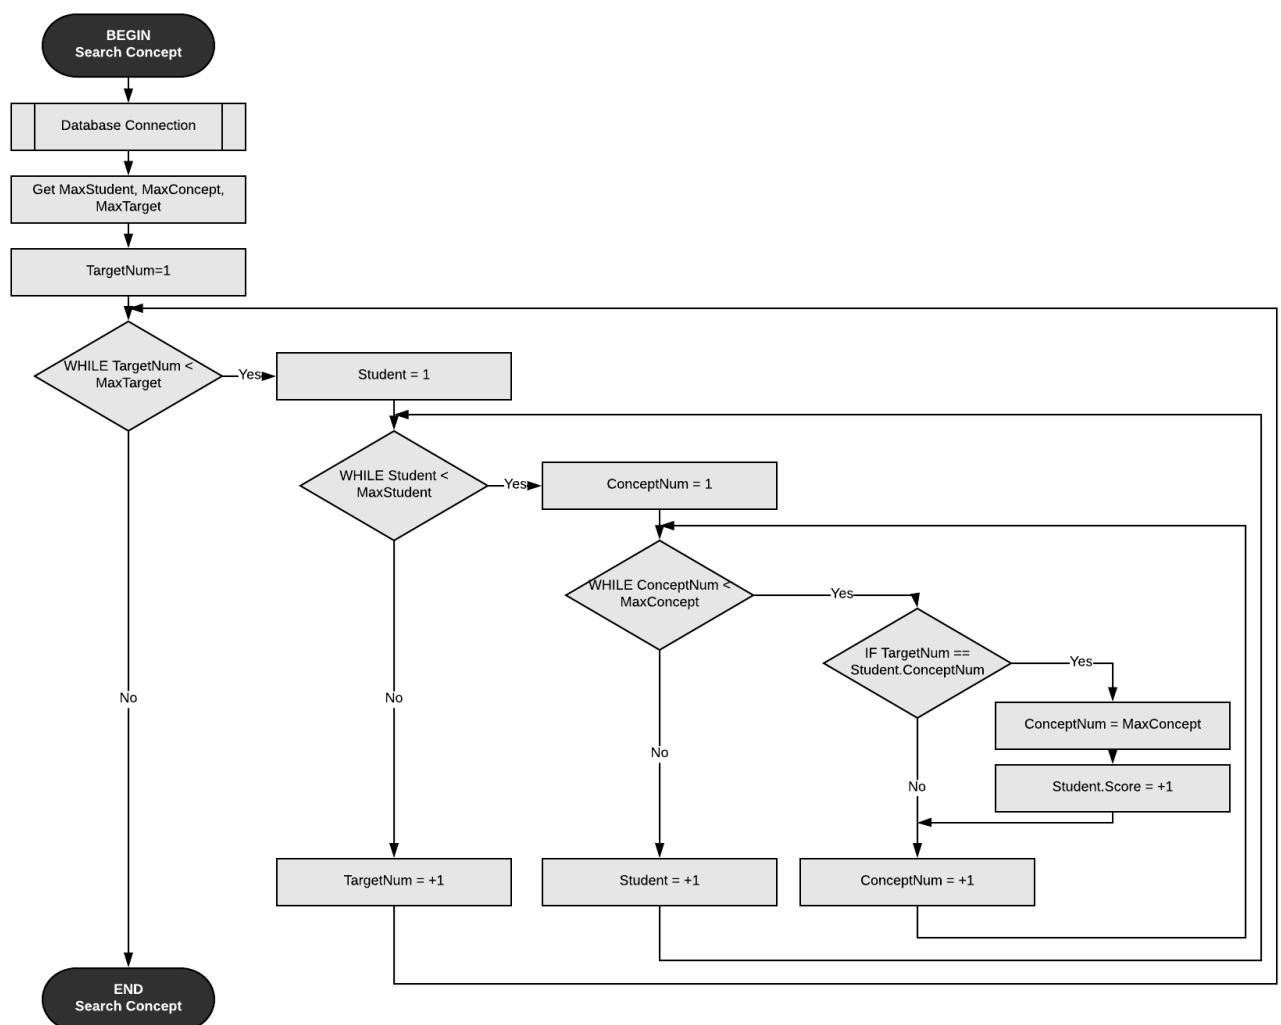 BEGIN
Search Concept
Database Connection
Get MaxStudent, MaxConcept,
MaxTarget
TargetNum=1
WHILE TargetNum <
MaxTarget
Yes
Student = 1
WHILE Student <
MaxStudent
Yes
ConceptNum = 1
WHILE ConceptNum <
MaxConcept
Yes
IF TargetNum ==
Student.ConceptNum
Yes
ConceptNum = MaxConcept
Student.Score = +1
No
No
No
No
TargetNum = +1
Student = +1
ConceptNum = +1
END
Search Concept